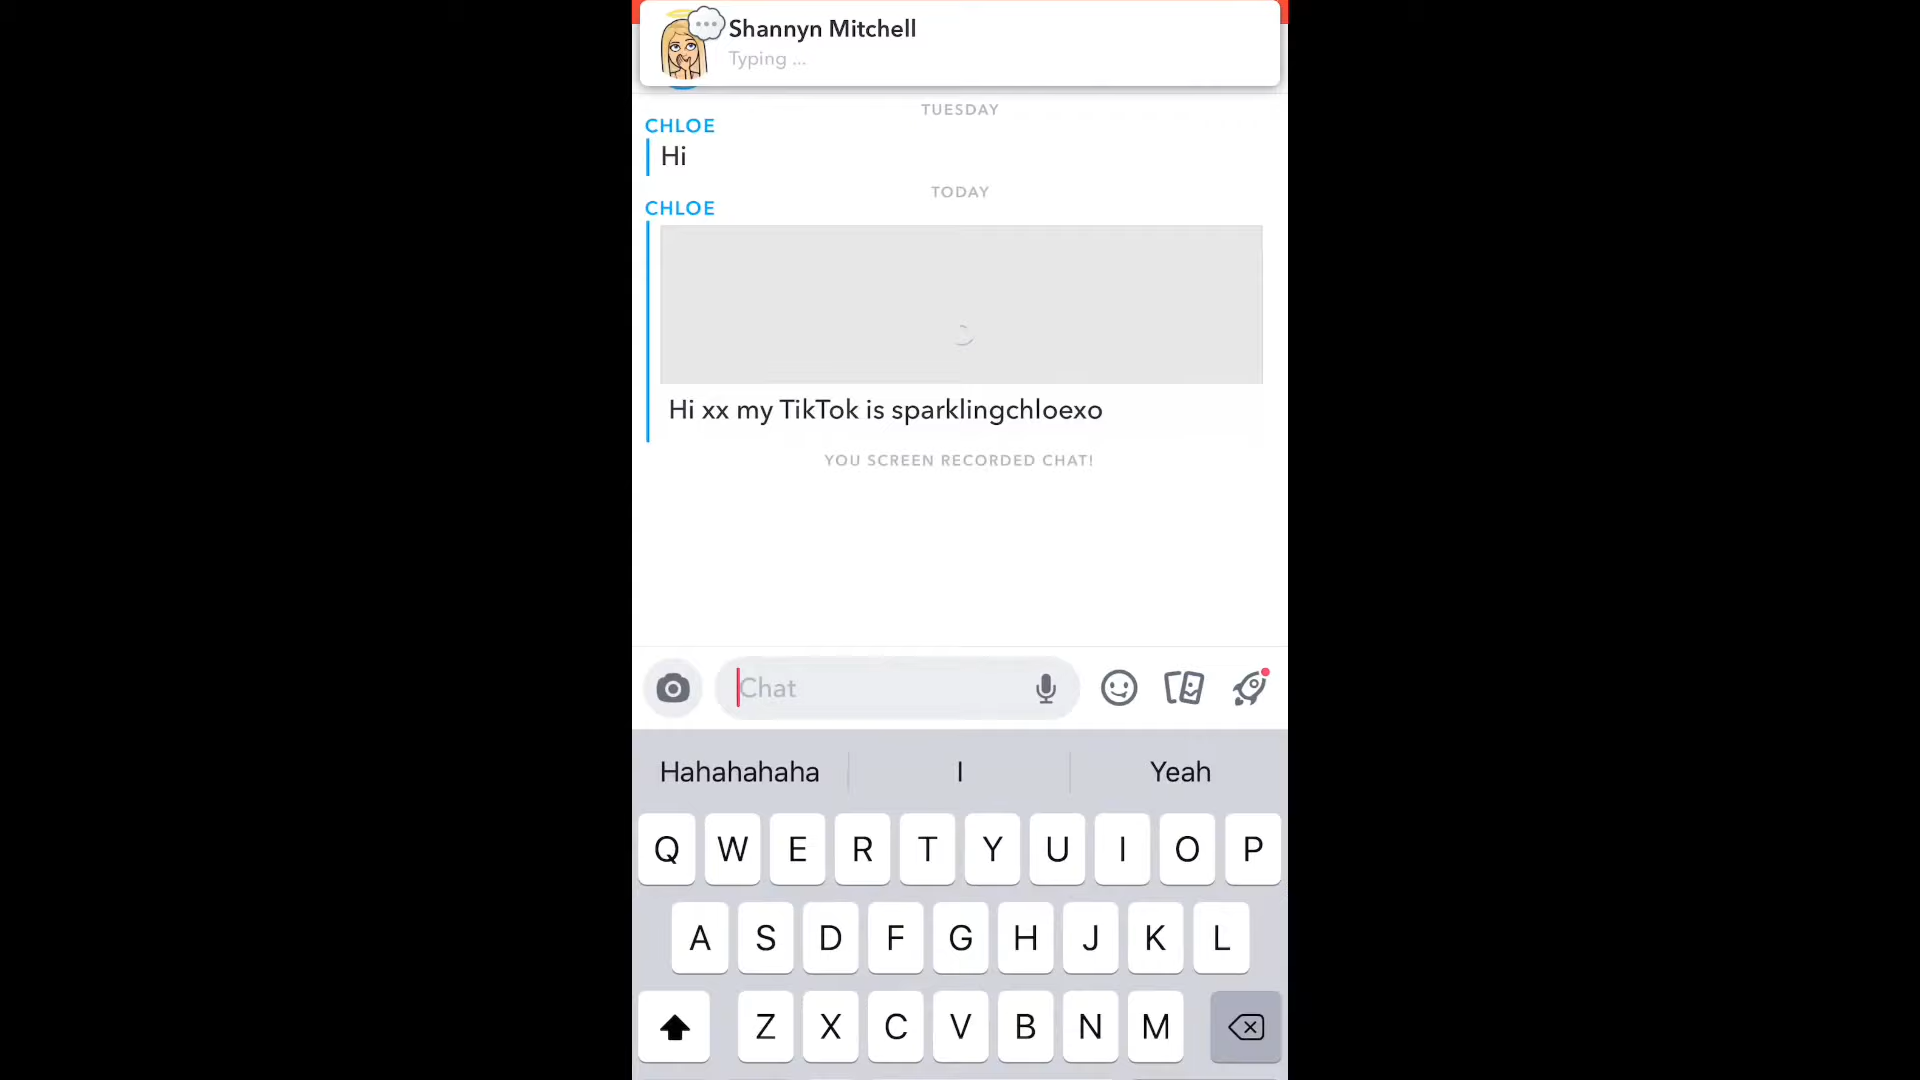 Shannyn Mitchell
Typing ...
TUESDAY
CHLOE
Hi
TODAY
CHLOE
Hi xx my TikTok is sparklingchloexo
YOU SCREEN RECORDED CHAT!
Chat
Hahahahaha I Yeah
Q W E R T Y U I O P
A S D F G H J K L
Z X C V B N M